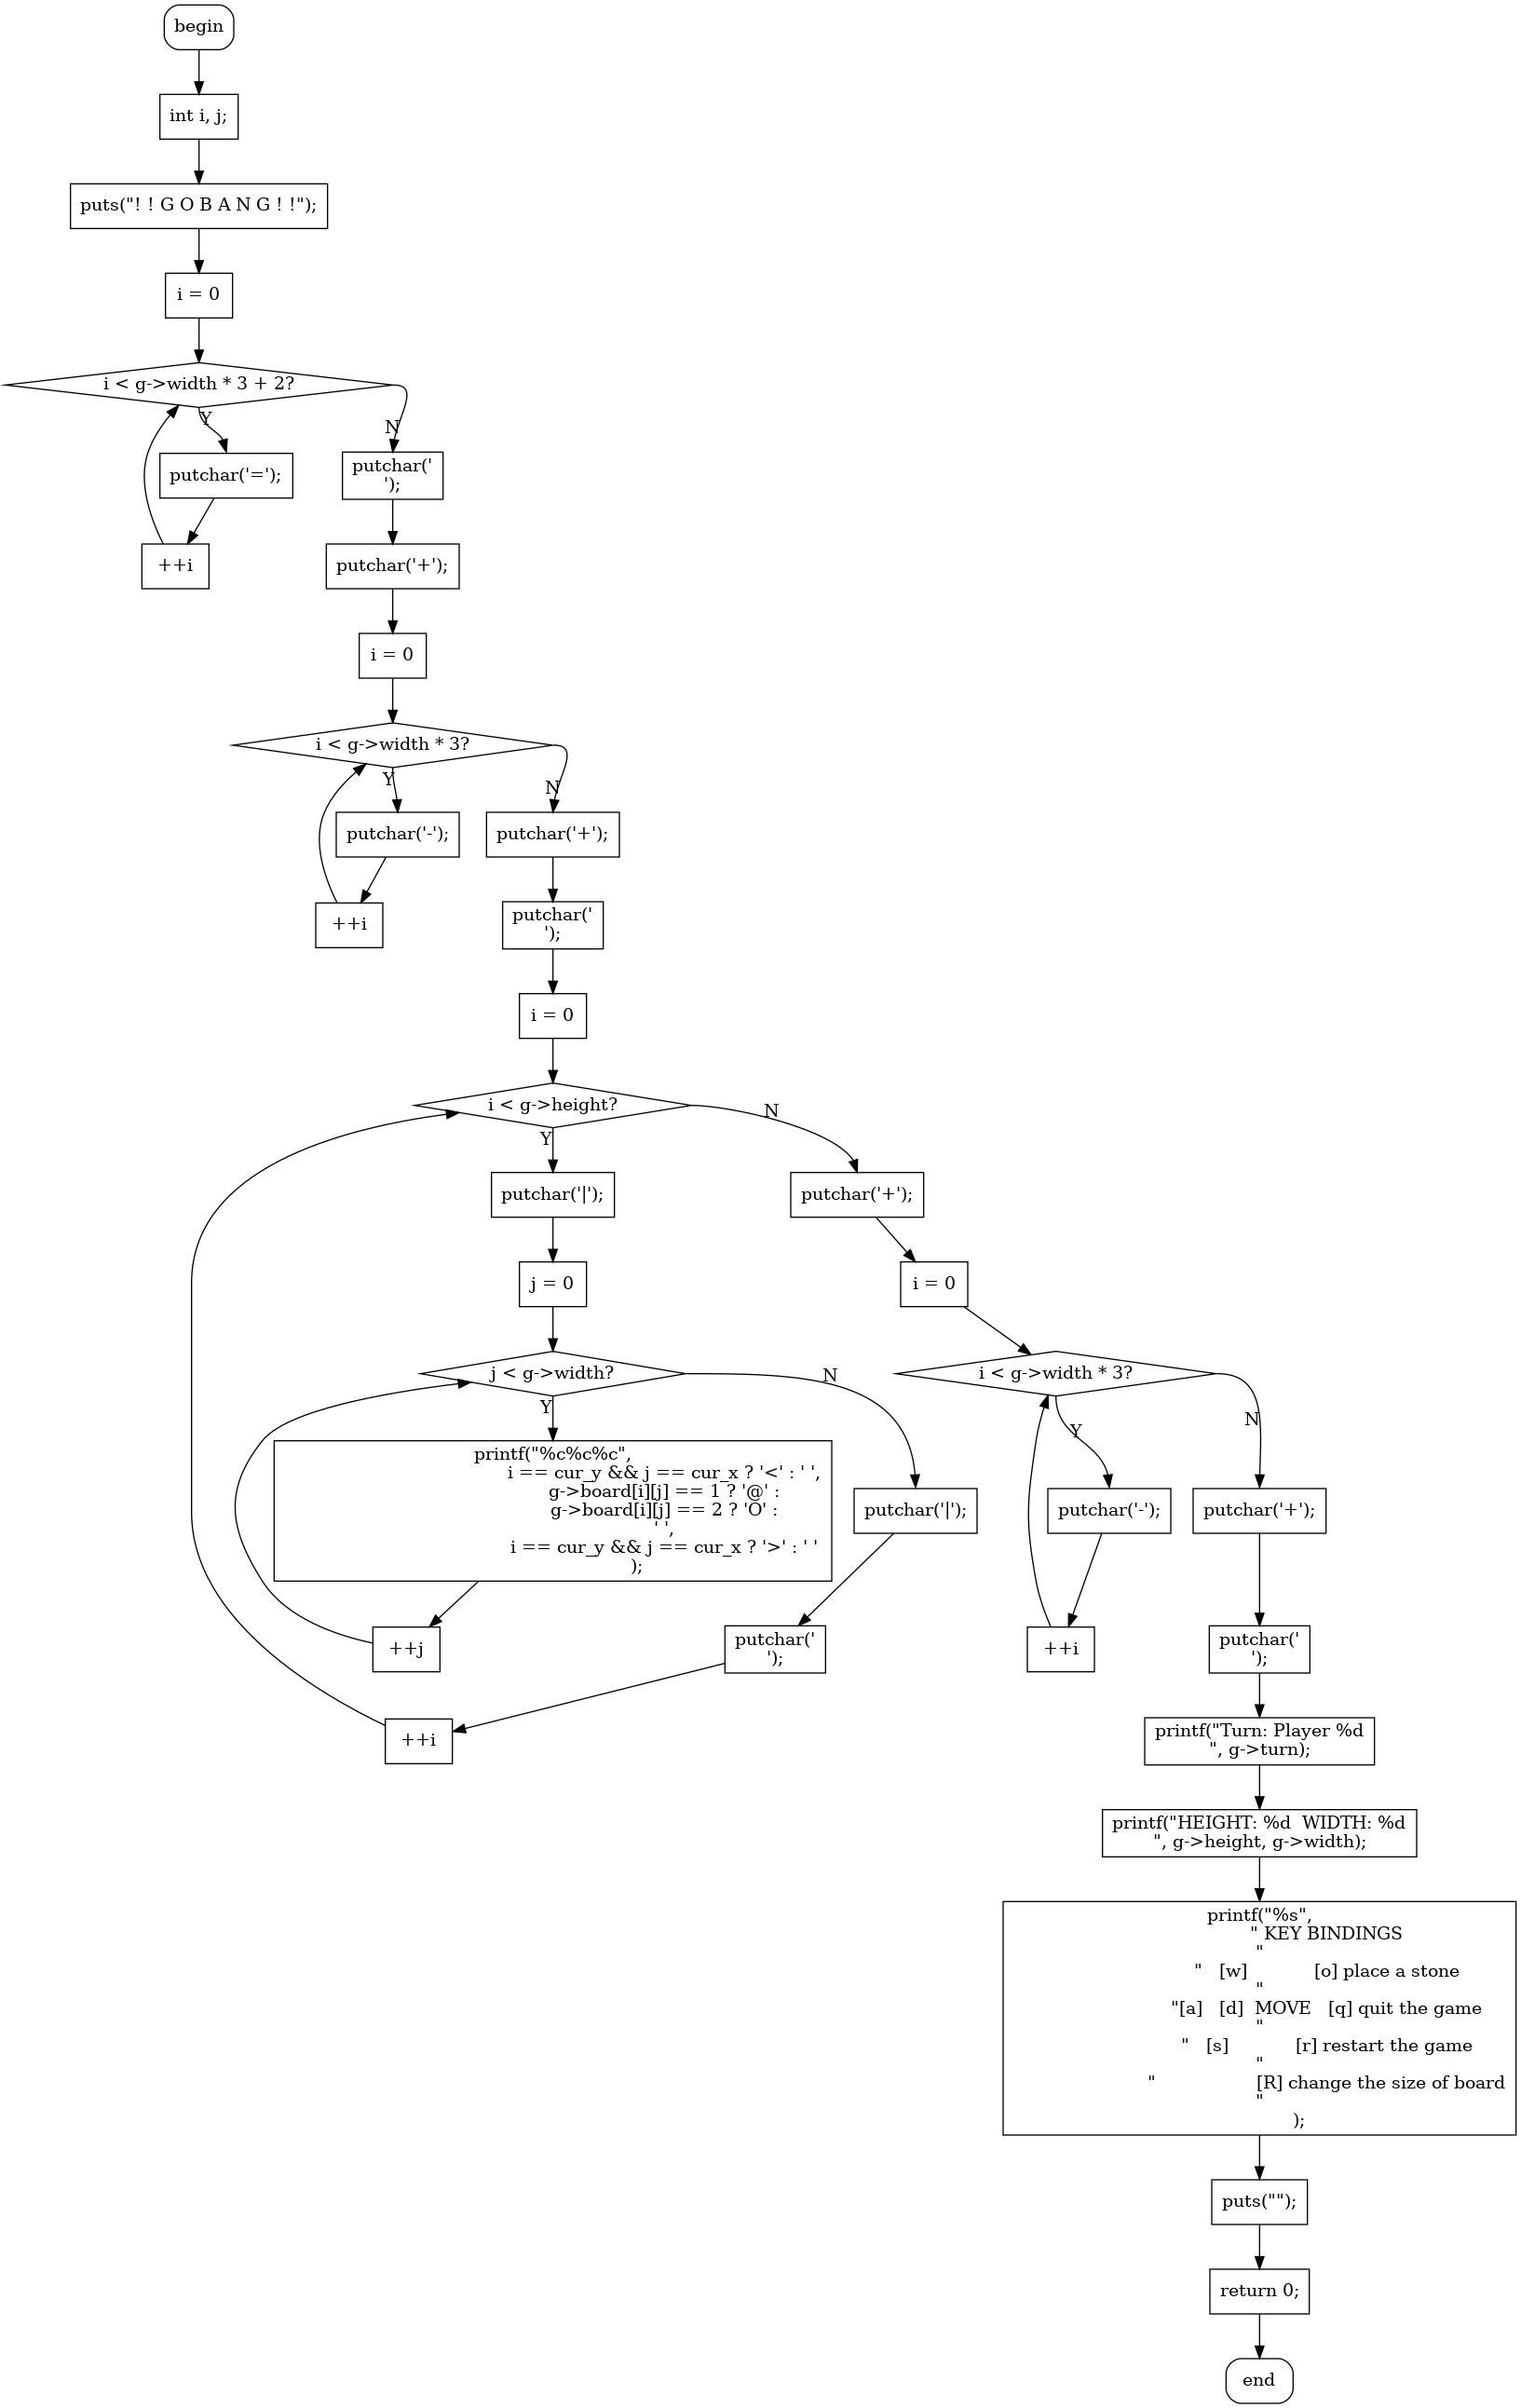 begin
int i, j;
puts("! ! G O B A N G ! !");
i = 0
i < g->width * 3 + 2?
Y
N
putchar('=');
putchar('
');
++i
putchar('+');
i = 0
i < g->width * 3?
Y
N
putchar('-');
putchar('+');
++i
putchar('
');
i = 0
i < g->height?
N
Y
putchar('|');
putchar('+');
j = 0
i = 0
j < g->width?
N
Y
i < g->width * 3?
N
Y
printf("%c%c%c",
i == cur_y && j == cur_x ? '<' : ' ',
g->board[i][j] == 1 ? '@' :
g->board[i][j] == 2 ? 'O' :
' ',
i == cur_y && j == cur_x ? '>' : ' '
);
putchar('|');
putchar('-');
putchar('+');
++j
putchar('
');
++i
putchar('
');
++i
printf("Turn: Player %d
", g->turn);
printf("HEIGHT: %d  WIDTH: %d
", g->height, g->width);
printf("%s",
" KEY BINDINGS
"
"   [w]            [o] place a stone
"
"[a]   [d]  MOVE   [q] quit the game
"
"   [s]            [r] restart the game
"
"                  [R] change the size of board
"
);
puts("");
return 0;
end